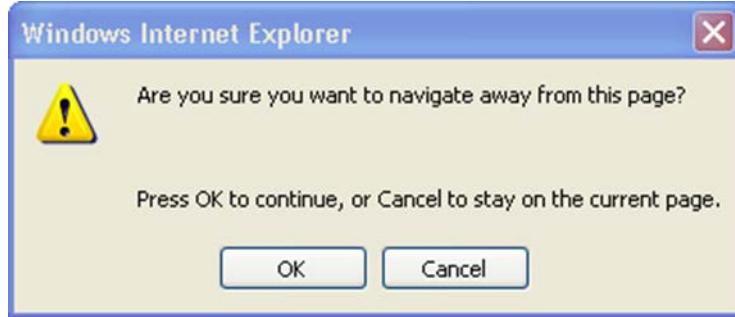 Windows Internet Explorer
Are you sure you want to navigate away from this page?
Press OK to continue, or Cancel to stay on the current page.
OK
Cancel